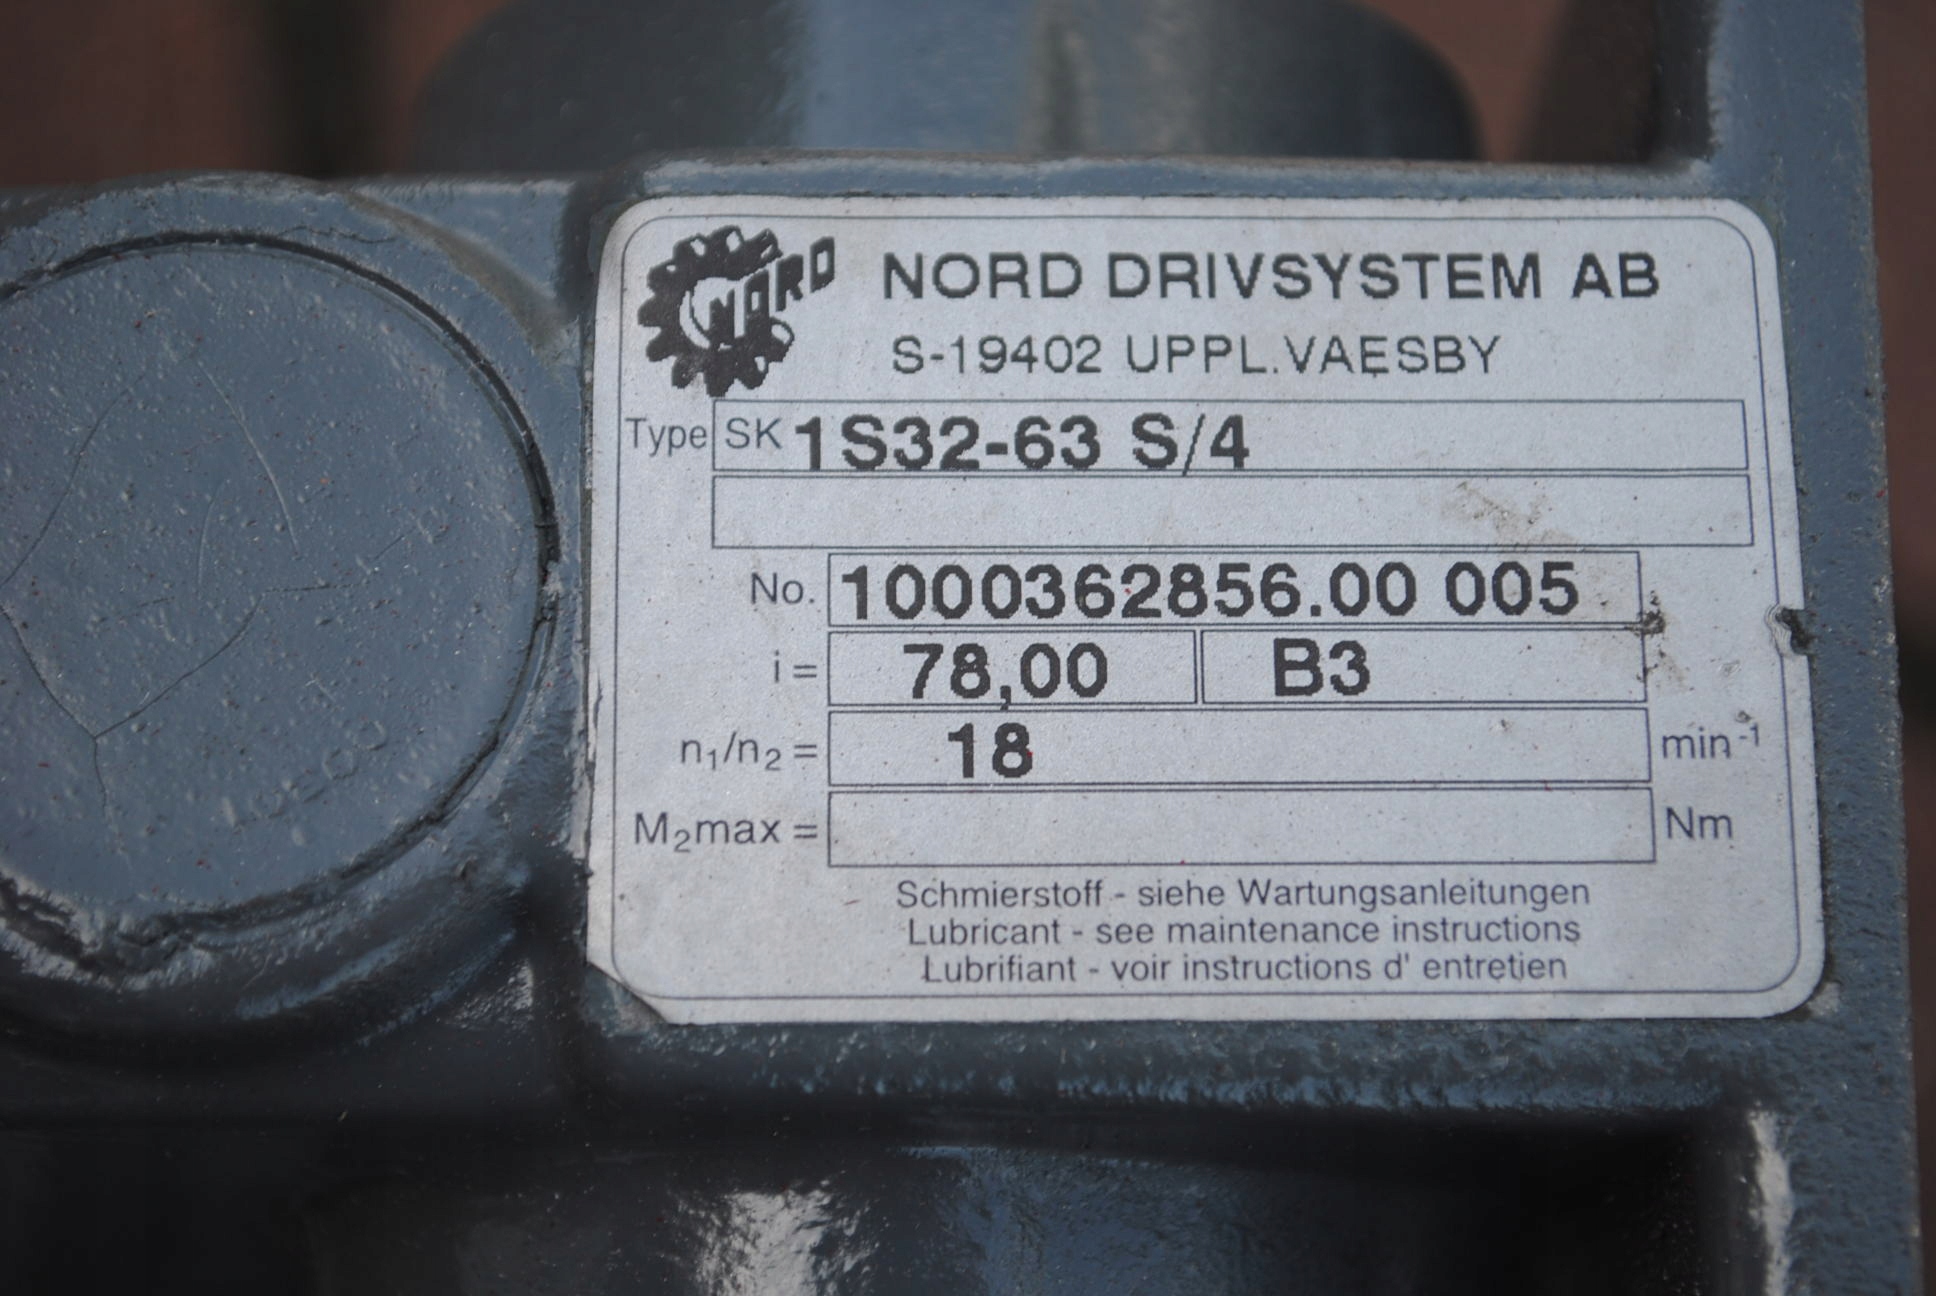 NORD
NORD DRIVSYSTEM AB
S-19402 UPPL.VAESBY
Type SK 1S32-63 S/4
No. 1000362856.00 005
i = 78,00 B3
n₁/n₂ = 18 min⁻¹
M₂max = Nm
Schmierstoff - siehe Wartungsanleitungen
Lubricant - see maintenance instructions
Lubrifiant - voir instructions d' entretien